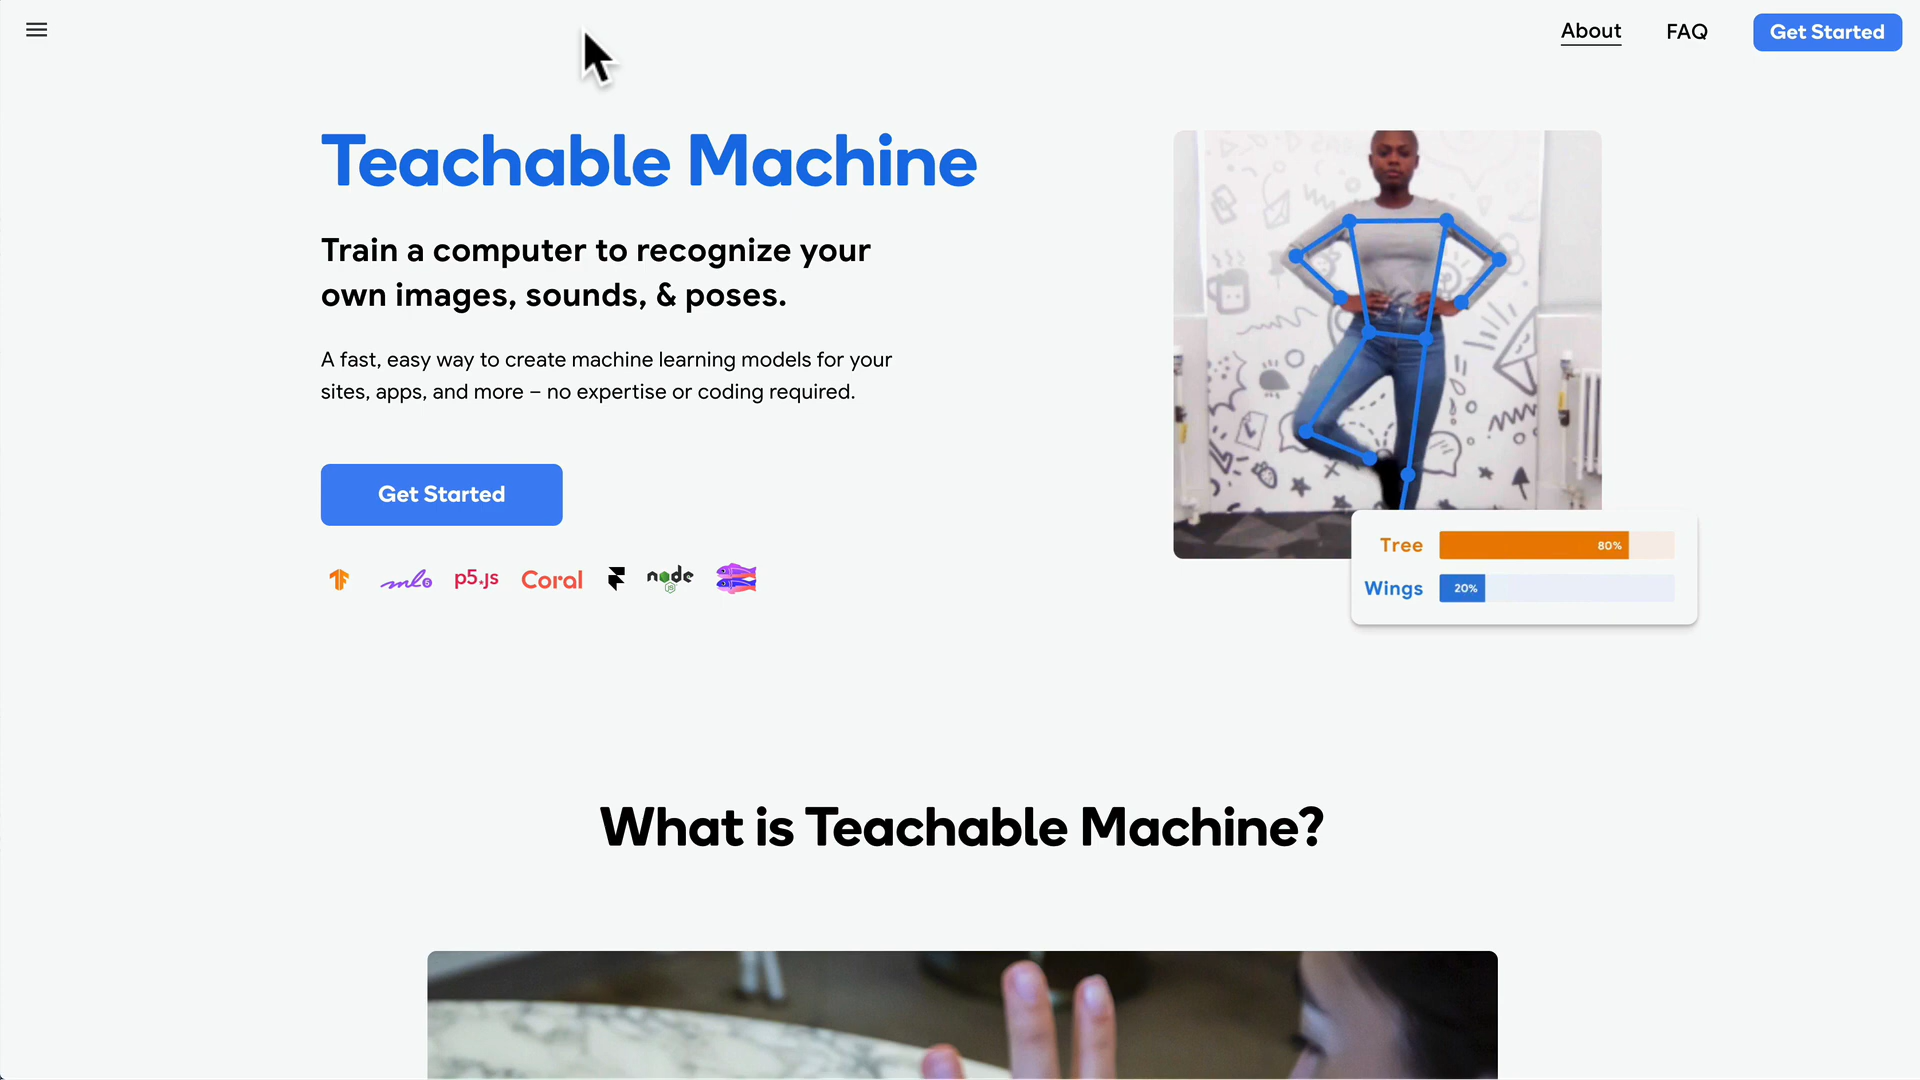 About
FAQ
Get Started
Teachable Machine
Train a computer to recognize your
own images, sounds, & poses.
A fast, easy way to create machine learning models for your
sites, apps, and more – no expertise or coding required.
Get Started
ml5
p5.js
Coral
node
JS
Tree
80%
Wings
20%
What is Teachable Machine?